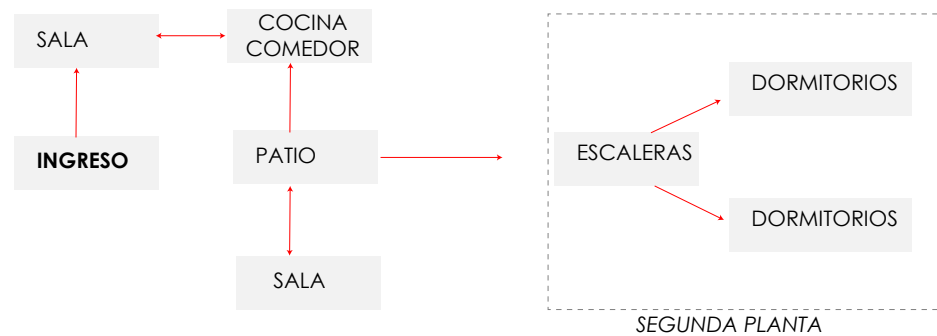 SALA
COCINA
COMEDOR
INGRESO
PATIO
SALA
ESCALERAS
DORMITORIOS
DORMITORIOS
SEGUNDA PLANTA